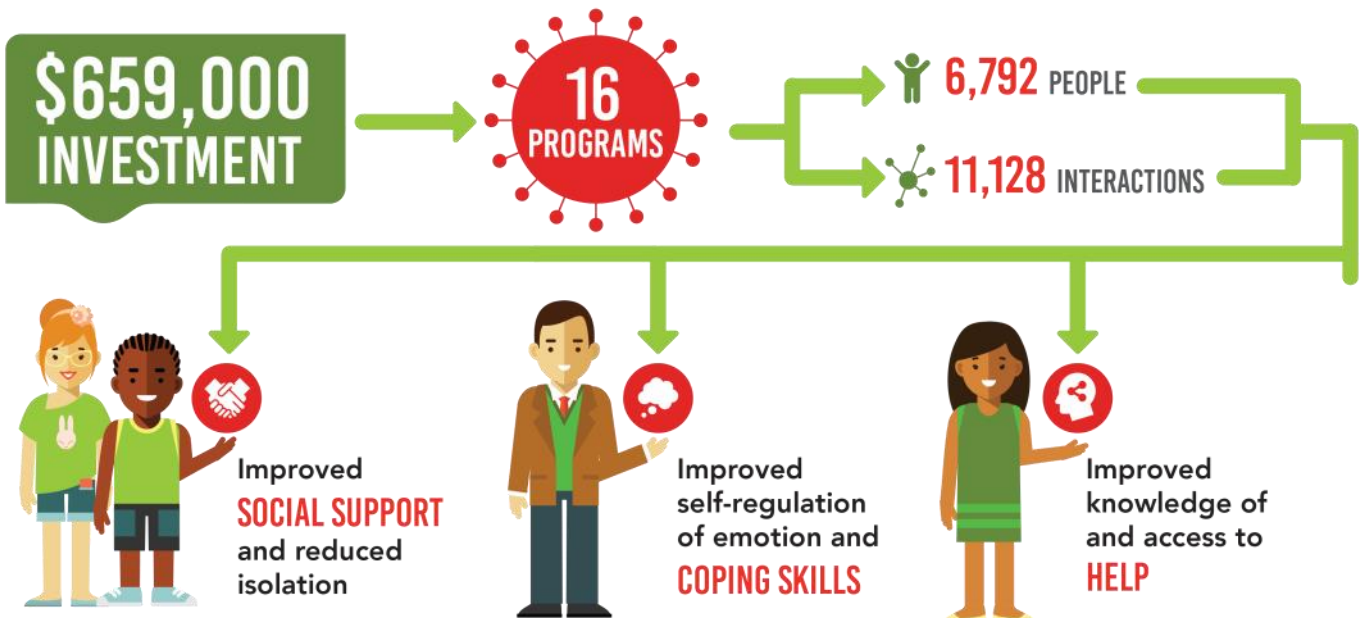 $659,000
INVESTMENT
16
PROGRAMS
6,792 PEOPLE
11,128 INTERACTIONS
Improved
SOCIAL SUPPORT
and reduced
isolation
Improved
self-regulation
of emotion and
COPING SKILLS
Improved
knowledge of
and access to
HELP